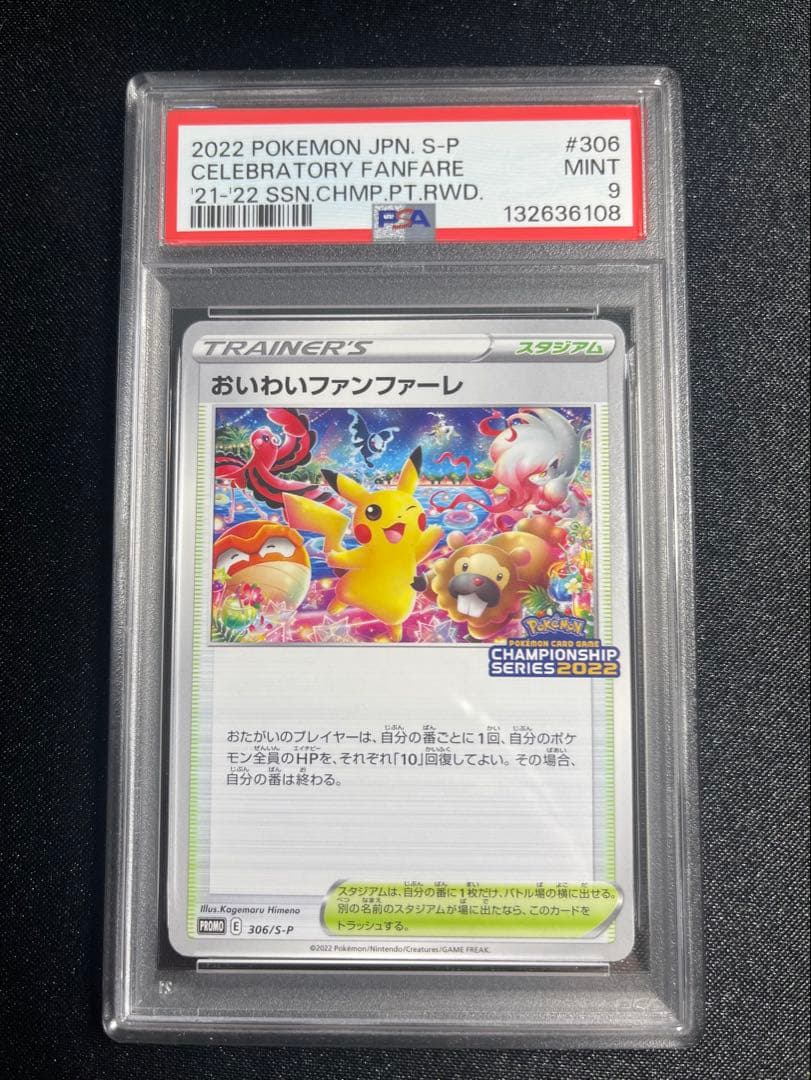 2022 POKEMON JPN. S-P #306
CELEBRATORY FANFARE MINT
'21-'22 SSN.CHMP.PT.RWD. 9
PSA 132636108
TRAINER'S スタジアム
おいわいファンファーレ
Pokémon
POKÉMON CARD GAME
CHAMPIONSHIP
SERIES 2022
おたがいのプレイヤーは、自分の番ごとに1回、自分のポケ
モン全員のHPを、それぞれ「10」回復してよい。その場合、
自分の番は終わる。
スタジアムは、自分の番に1枚だけ、バトル場の横に出せる。
別の名前のスタジアムが場に出たなら、このカードを
トラッシュする。
Illus.Kagemaru Himeno
PROMO E 306/S-P
©2022 Pokémon/Nintendo/Creatures/GAME FREAK.